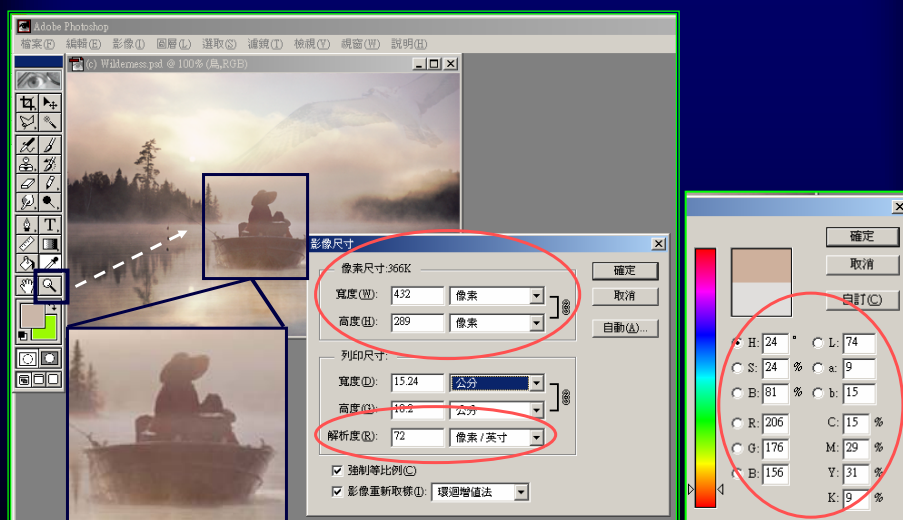 Adobe Photoshop
檔案(F) 編輯(E) 影像(I) 圖層(L) 選取(S) 濾鏡(T) 檢視(V) 視窗(W) 說明(H)
(c) Wilderness.psd @ 100% (鳥,RGB)
T
影像尺寸
像素尺寸:366K
寬度(W): 432 像素
高度(H): 289 像素
確定
取消
自動(A)...
列印尺寸:
寬度(D): 15.24 公分
高度(G): 10.2 公分
解析度(R): 72 像素 / 英寸
強制等比例(C)
影像重新取樣(I): 環迴增值法
確定
取消
自訂(C)
H: 24 ° L: 74
S: 24 % a: 9
B: 81 % b: 15
R: 206 C: 15 %
G: 176 M: 29 %
B: 156 Y: 31 %
K: 9 %